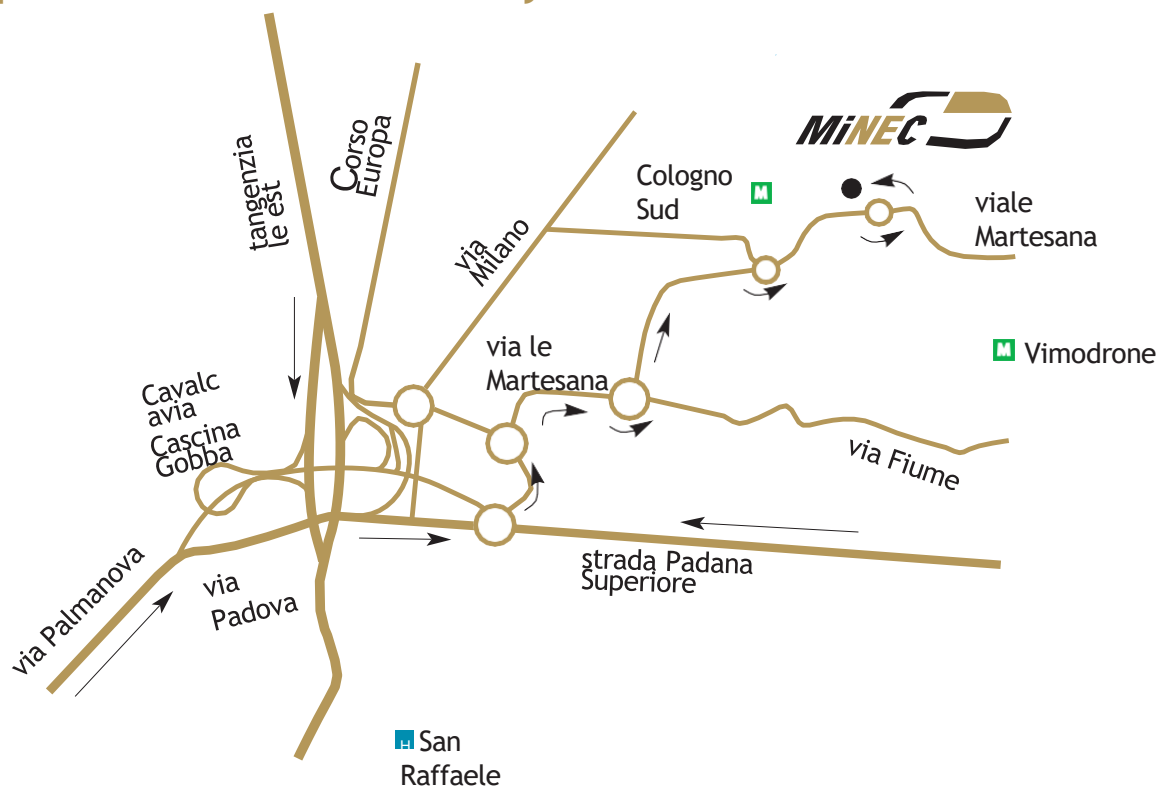 MiNEC
tangenzia
le est
Corso
Europa
Cologno
Sud
M
viale
Martesana
via
Milano
via le
Martesana
M Vimodrone
Cavalc
avia
Cascina
Gobba
via Fiume
strada Padana
Superiore
via Palmanova
via
Padova
H San
Raffaele